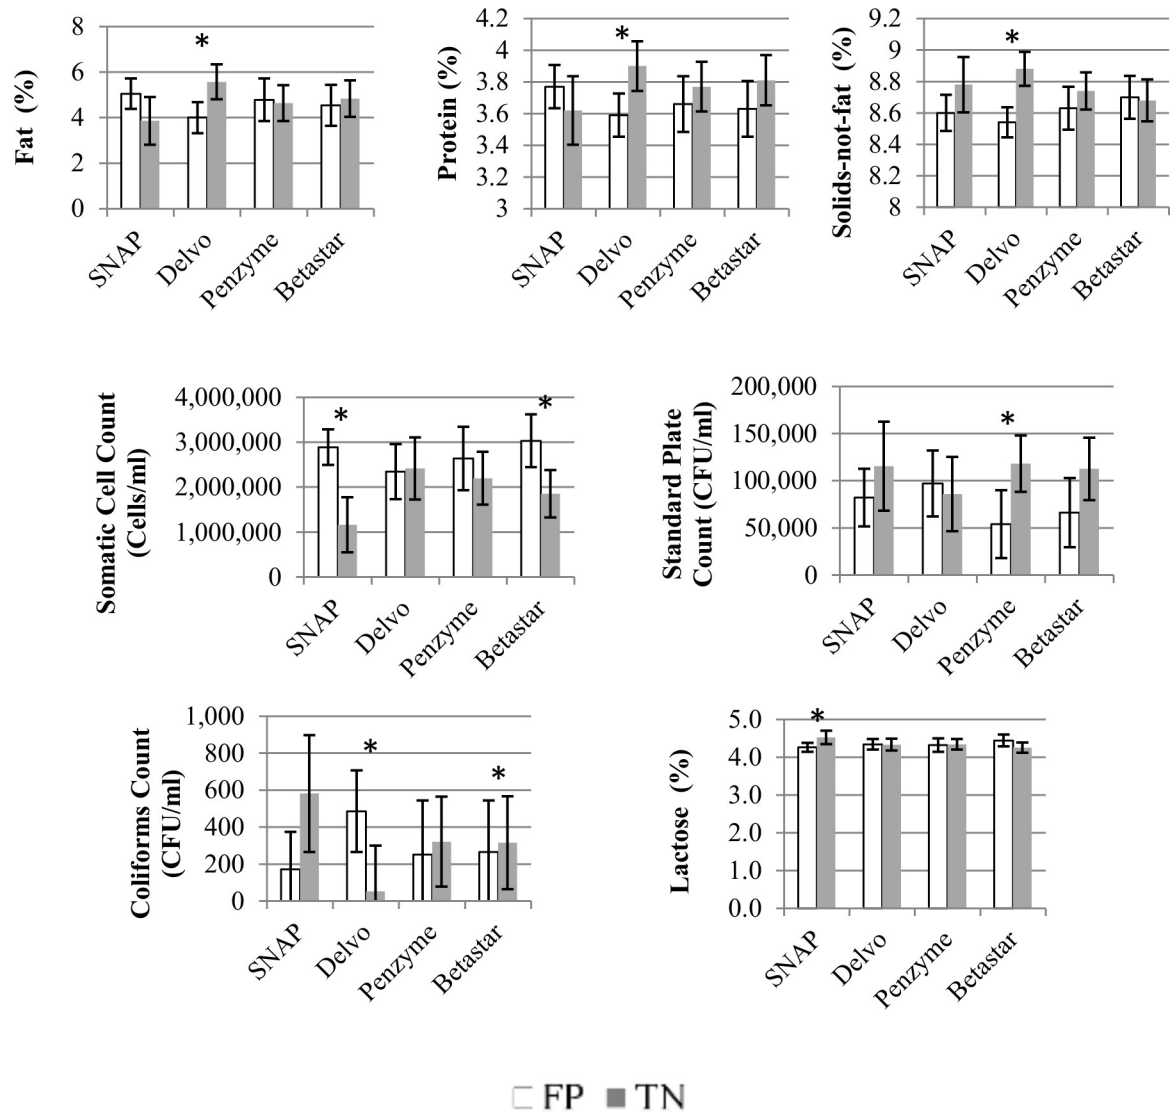 Fat (%)
8
6
4
2
0
*
SNAP
Delvo
Penzyme
Betastar
Protein (%)
4.2
4
3.8
3.6
3.4
3.2
3
*
SNAP
Delvo
Penzyme
Betastar
Solids-not-fat (%)
9.2
9
8.8
8.6
8.4
8.2
8
*
SNAP
Delvo
Penzyme
Betastar
Somatic Cell Count
(Cells/ml)
4,000,000
3,000,000
2,000,000
1,000,000
0
*
*
SNAP
Delvo
Penzyme
Betastar
Standard Plate
Count (CFU/ml)
200,000
150,000
100,000
50,000
0
*
SNAP
Delvo
Penzyme
Betastar
Coliforms Count
(CFU/ml)
1,000
800
600
400
200
0
*
*
SNAP
Delvo
Penzyme
Betastar
Lactose (%)
5.0
4.0
3.0
2.0
1.0
0.0
*
SNAP
Delvo
Penzyme
Betastar
FP TN